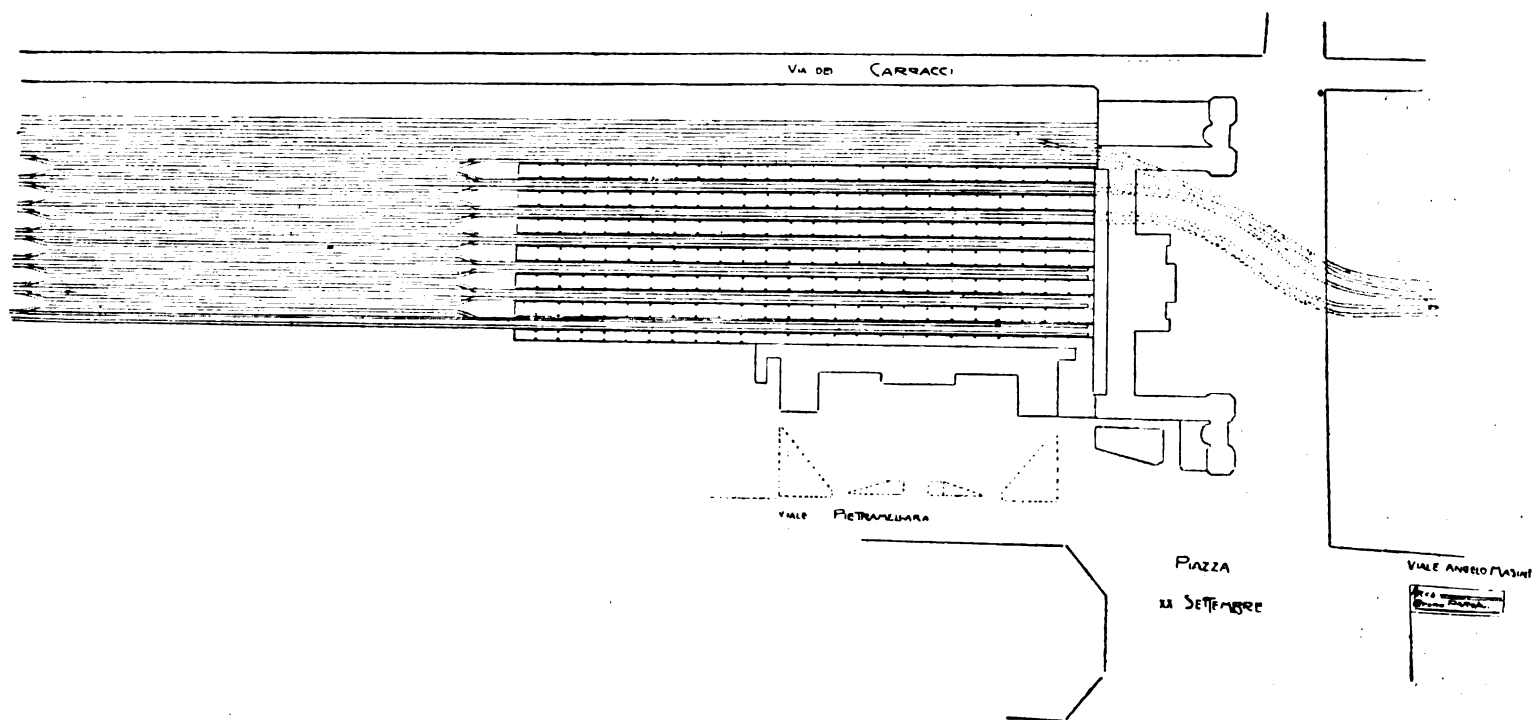 VIA DEI CARRACCI
VIALE PIETRAMELLARA
PIAZZA
XX SETTEMBRE
VIALE ANGELO MASINI